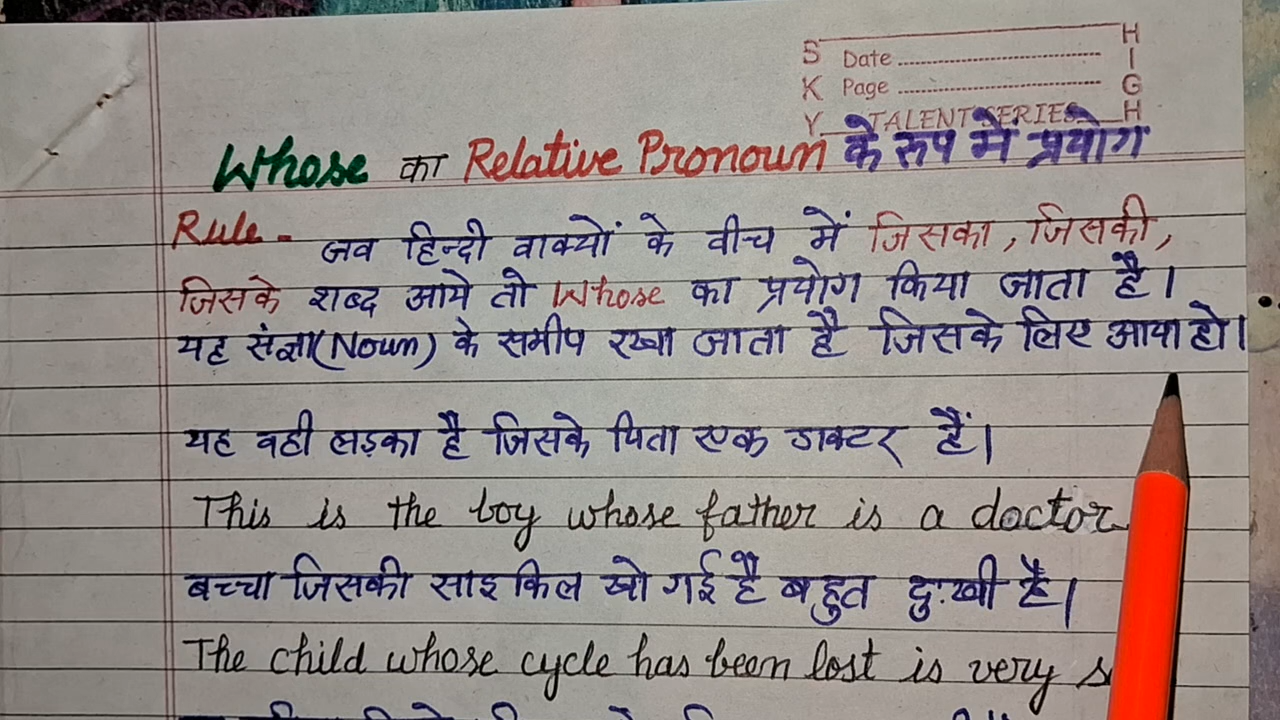 S H
K Date I
Page G
Y TALENT SERIES H
Whose का Relative Pronoun के रुप में प्रयोग
Rule - जब हिन्दी वाक्यों के बीच में जिसका, जिसकी,
जिसके शब्द आये तो Whose का प्रयोग किया जाता है।
यह संज्ञा(Noun) के समीप रखा जाता है जिसके लिए आया हो।
यह वही लड़का है जिसके पिता एक डाक्टर हैं।
This is the boy whose father is a doctor
बच्चा जिसकी साइकिल खो गई है बहुत दुःखी है।
The child whose cycle has been lost is very